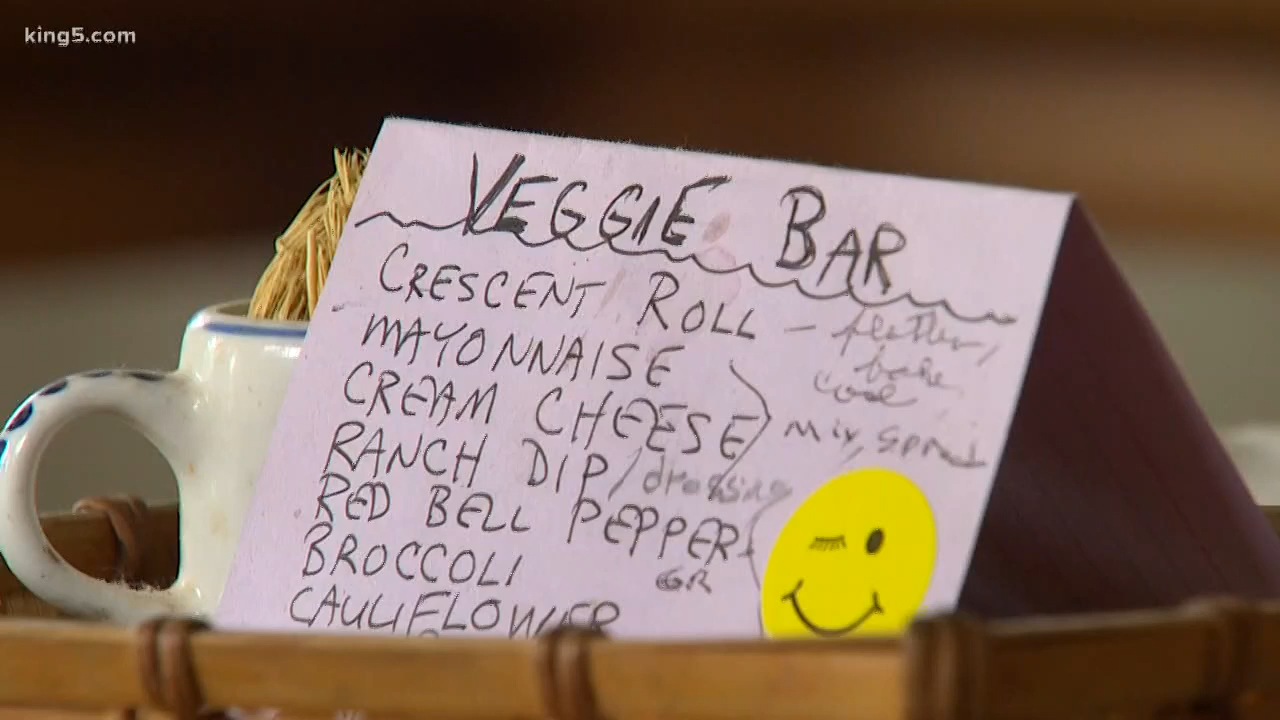 king5.com
VEGGIE BAR
CRESCENT ROLL - flatten,
bake
cool
MAYONNAISE
CREAM CHEESE
mix, spread
RANCH DIP/dressing
RED BELL PEPPER
GR
BROCCOLI
CAULIFLOWER